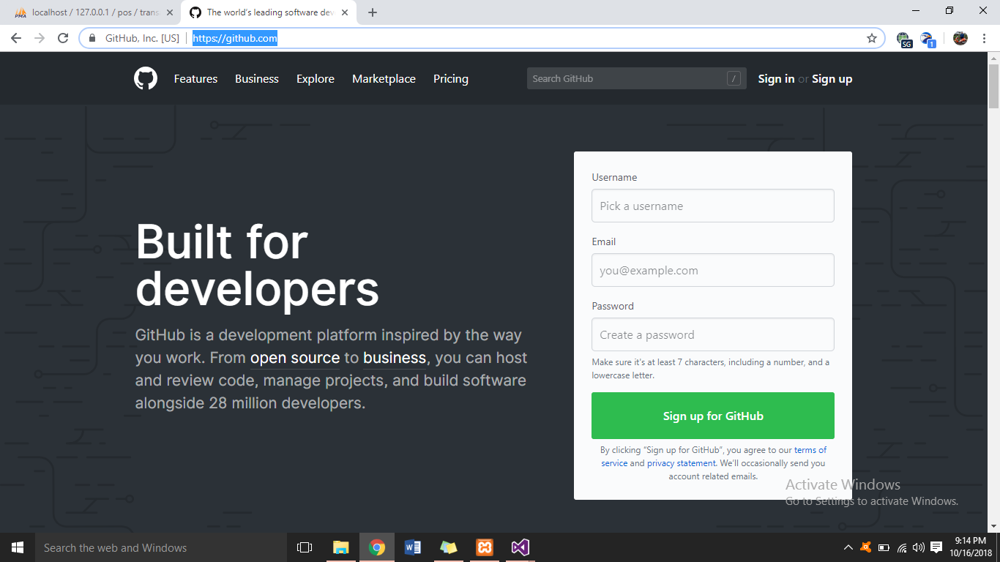 PMA
localhost / 127.0.0.1 / pos / trans
The world's leading software dev
GitHub, Inc. [US]
https://github.com
SG
1
Features
Business
Explore
Marketplace
Pricing
Search GitHub
/
Sign in or Sign up
Built for
developers
GitHub is a development platform inspired by the way
you work. From open source to business, you can host
and review code, manage projects, and build software
alongside 28 million developers.
Username
Pick a username
Email
you@example.com
Password
Create a password
Make sure it's at least 7 characters, including a number, and a
lowercase letter.
Sign up for GitHub
By clicking "Sign up for GitHub", you agree to our terms of
service and privacy statement. We'll occasionally send you
account related emails.
Activate Windows
Go to Settings to activate Windows.
Search the web and Windows
9:14 PM
10/16/2018